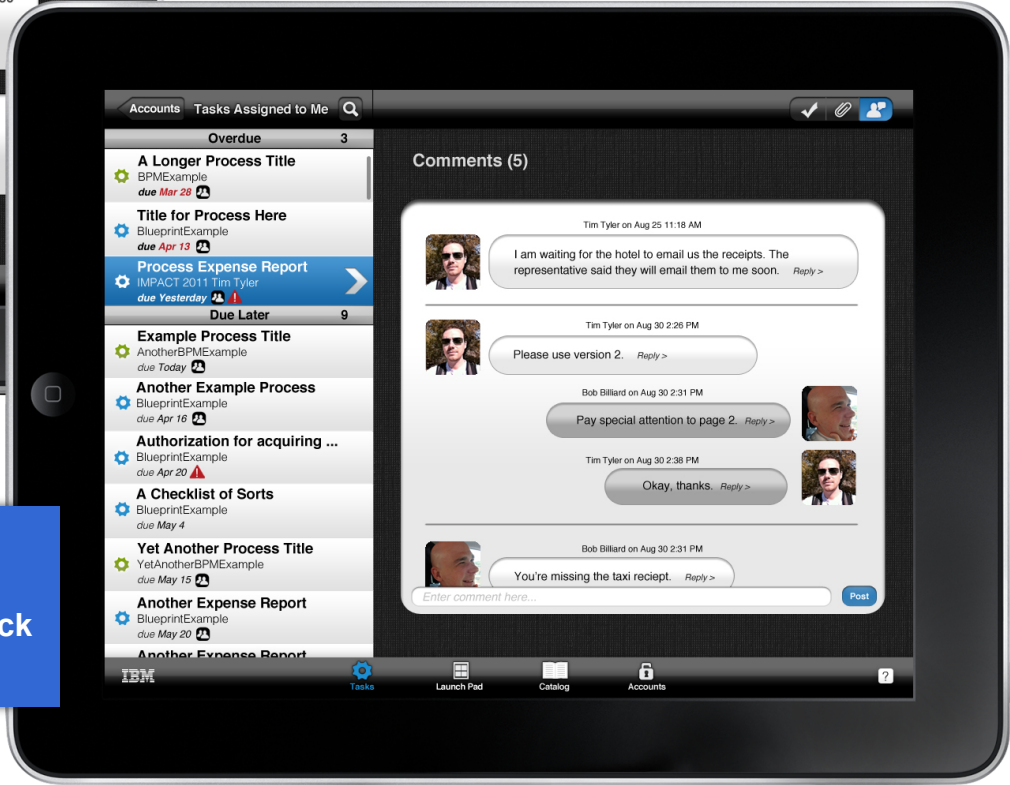 Accounts
Tasks Assigned to Me
Overdue 3
A Longer Process Title
BPMExample
due Mar 28
Title for Process Here
BlueprintExample
due Apr 13
Process Expense Report
IMPACT 2011 Tim Tyler
due Yesterday
Due Later 9
Example Process Title
AnotherBPMExample
due Today
Another Example Process
BlueprintExample
due Apr 16
Authorization for acquiring ...
BlueprintExample
due Apr 20
A Checklist of Sorts
BlueprintExample
due May 4
Yet Another Process Title
YetAnotherBPMExample
due May 15
Another Expense Report
BlueprintExample
due May 20
Another Expense Report
Comments (5)
Tim Tyler on Aug 25 11:18 AM
I am waiting for the hotel to email us the receipts. The
representative said they will email them to me soon. Reply >
Tim Tyler on Aug 30 2:26 PM
Please use version 2. Reply >
Bob Billiard on Aug 30 2:31 PM
Pay special attention to page 2. Reply >
Tim Tyler on Aug 30 2:38 PM
Okay, thanks. Reply >
Bob Billiard on Aug 30 2:31 PM
You're missing the taxi reciept. Reply >
Enter comment here...
Post
IBM
Tasks
Launch Pad
Catalog
Accounts
?
ck